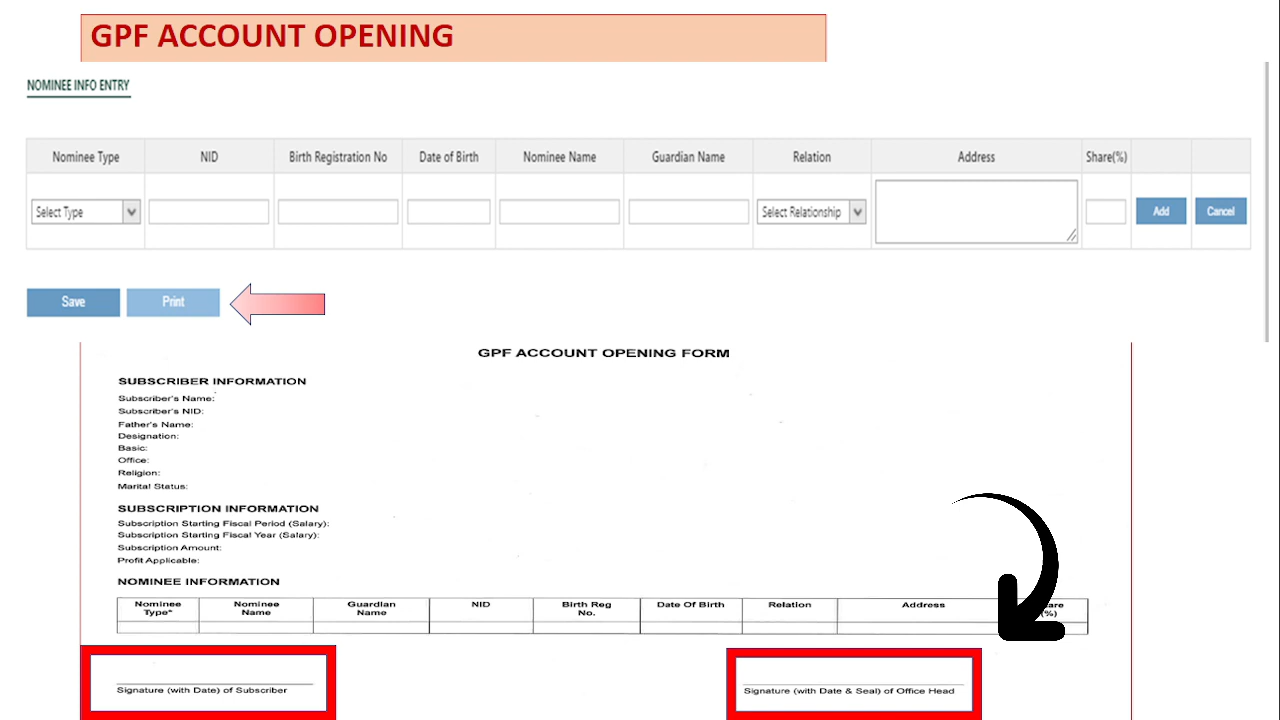 GPF ACCOUNT OPENING
NOMINEE INFO ENTRY
Nominee Type NID Birth Registration No Date of Birth Nominee Name Guardian Name Relation Address Share(%)
Select Type Select Relationship Add Cancel
Save Print
GPF ACCOUNT OPENING FORM
SUBSCRIBER INFORMATION
Subscriber's Name:
Subscriber's NID:
Father's Name:
Designation:
Basic:
Office:
Religion:
Marital Status:
SUBSCRIPTION INFORMATION
Subscription Starting Fiscal Period (Salary):
Subscription Starting Fiscal Year (Salary):
Subscription Amount:
Profit Applicable:
NOMINEE INFORMATION
Nominee Nominee Guardian NID Birth Reg Date Of Birth Relation Address
Type* Name Name No. (%)
Signature (with Date) of Subscriber Signature (with Date & Seal) of Office Head